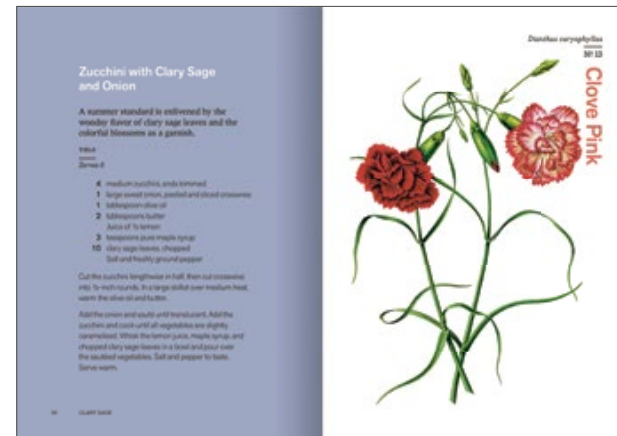 Zucchini with Clary Sage
and Onion
A summer standard is enlivened by the
woodsy flavor of clary sage leaves and the
colorful blossoms as a garnish.
YIELD
Serves 6
4 medium zucchini, ends trimmed
1 large sweet onion, peeled and sliced crosswise
1 tablespoon olive oil
2 tablespoons butter
Juice of ½ lemon
3 teaspoons pure maple syrup
10 clary sage leaves, chopped
Salt and freshly ground pepper
Cut the zucchini lengthwise in half, then cut crosswise
into ½-inch rounds. In a large skillet over medium heat,
warm the olive oil and butter.
Add the onion and sauté until translucent. Add the
zucchini and cook until all vegetables are slightly
caramelized. Whisk the lemon juice, maple syrup, and
chopped clary sage leaves in a bowl and pour over
the sautéed vegetables. Salt and pepper to taste.
Serve warm.
CLARY SAGE
Dianthus caryophyllus
Nº 13
Clove Pink